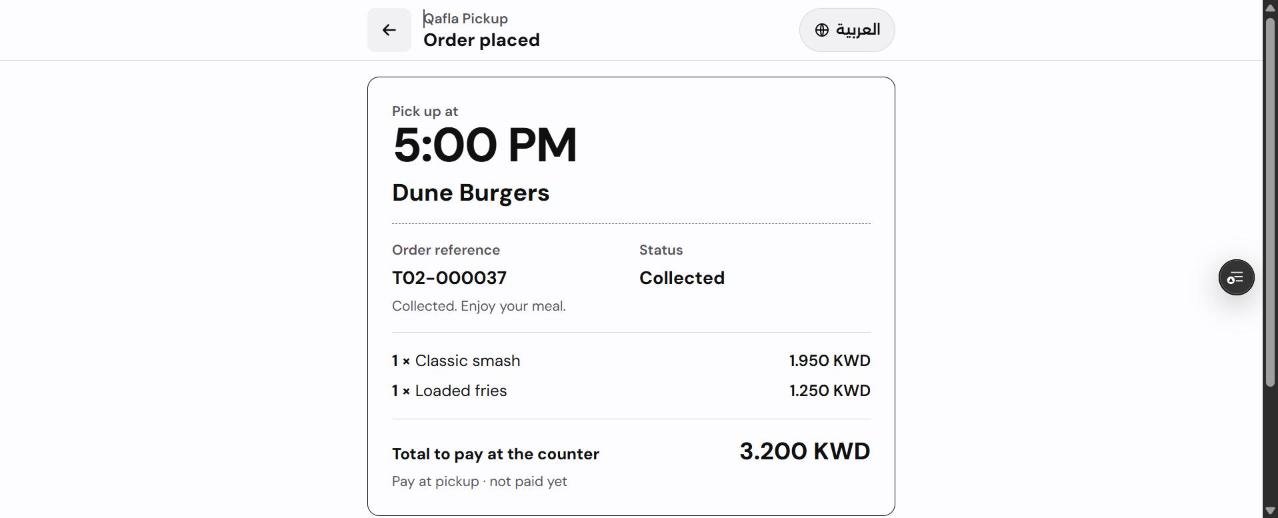 Qafla Pickup
Order placed
العربية
Pick up at
5:00 PM
Dune Burgers
Order reference
Status
T02-000037
Collected
Collected. Enjoy your meal.
1 × Classic smash 1.950 KWD
1 × Loaded fries 1.250 KWD
Total to pay at the counter 3.200 KWD
Pay at pickup · not paid yet